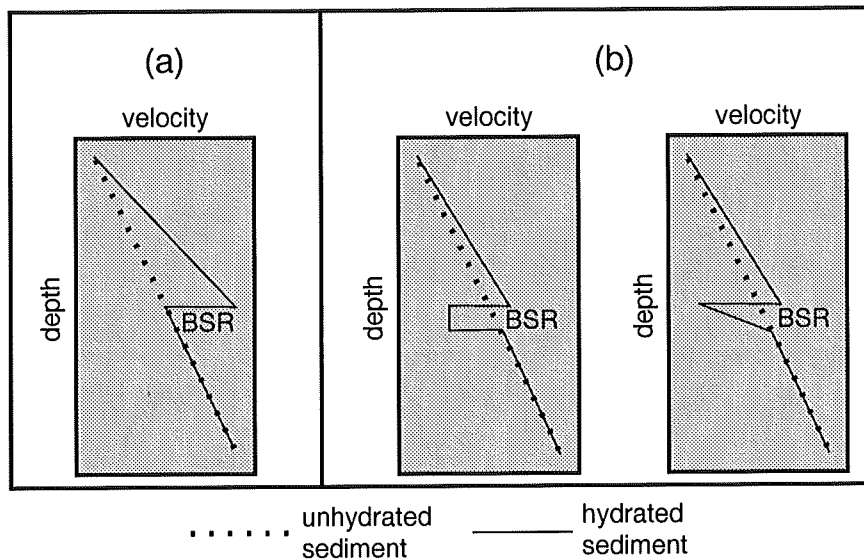 (a)
(b)
velocity
velocity
velocity
depth
BSR
depth
BSR
depth
BSR
unhydrated
sediment
hydrated
sediment